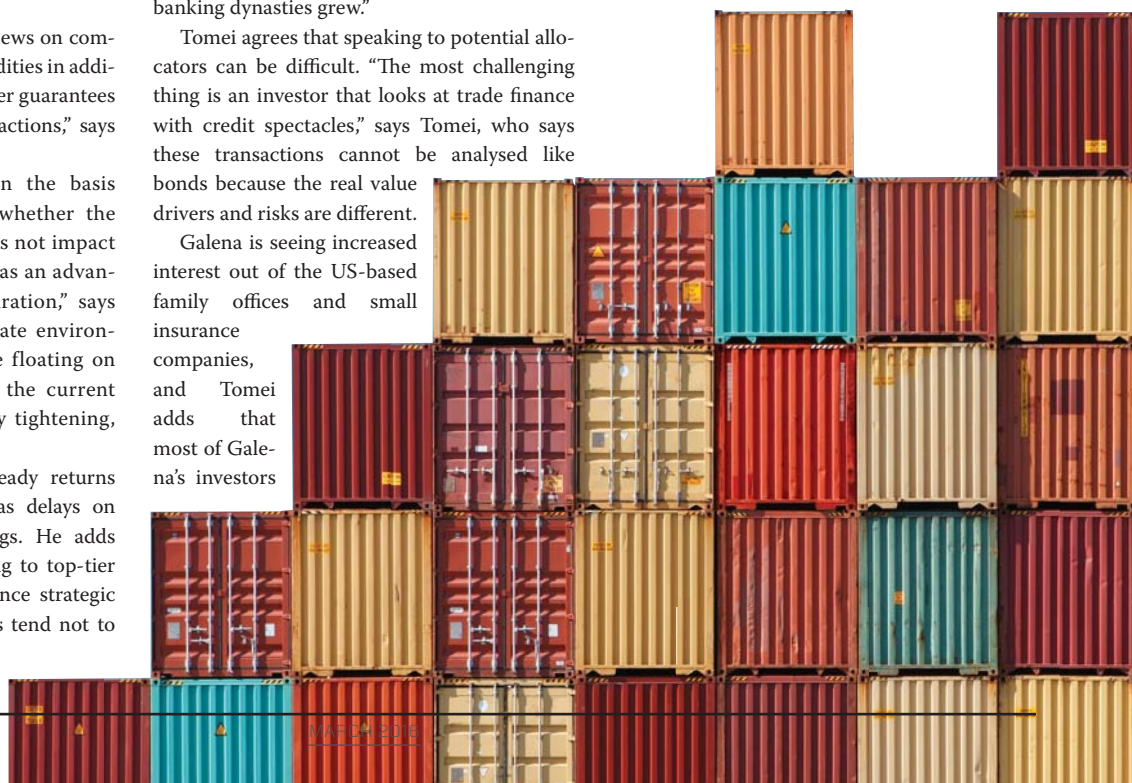 ews on com-
dities in addi-
er guarantees
actions,” says
n the basis
whether the
s not impact
as an advan-
ration,” says
ate environ-
e floating on
the current
y tightening,
eady returns
as delays on
gs. He adds
g to top-tier
nce strategic
s tend not to
banking dynasties grew.”
Tomei agrees that speaking to potential allo-
cators can be difficult. “The most challenging
thing is an investor that looks at trade finance
with credit spectacles,” says Tomei, who says
these transactions cannot be analysed like
bonds because the real value
drivers and risks are different.
Galena is seeing increased
interest out of the US-based
family offices and small
insurance
companies,
and Tomei
adds that
most of Gale-
na’s investors
MARCH 2016